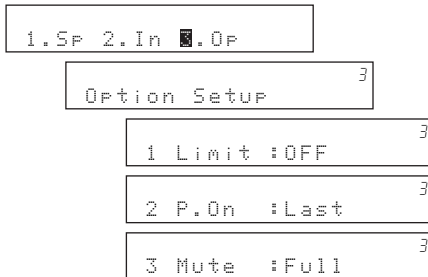 1.Sp 2.In 3.Op
3
Option Setup
3
1 Limit :OFF
3
2 P.On :Last
3
3 Mute :Full